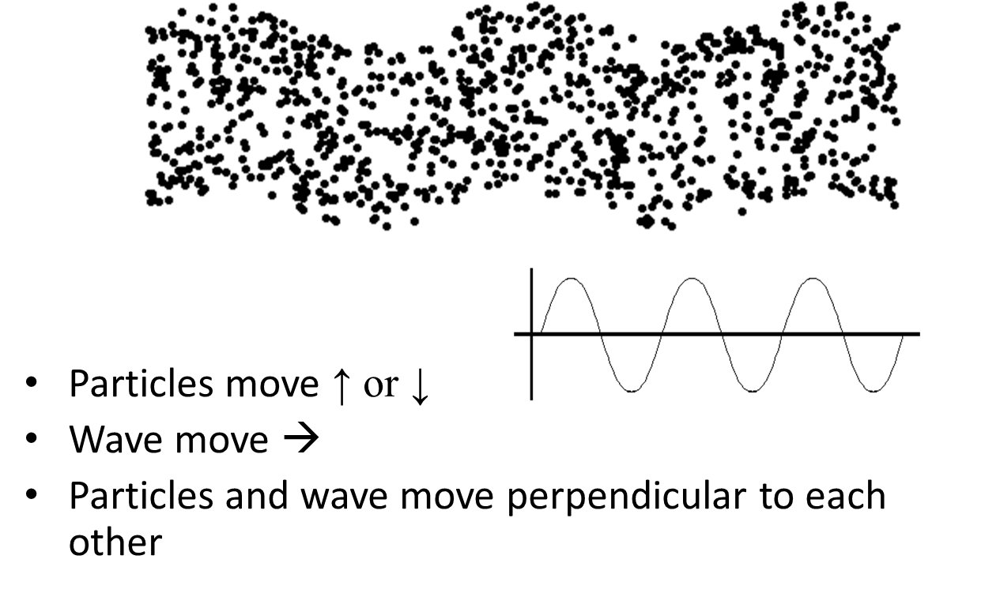 • Particles move ↑ or ↓
• Wave move →
• Particles and wave move perpendicular to each
other